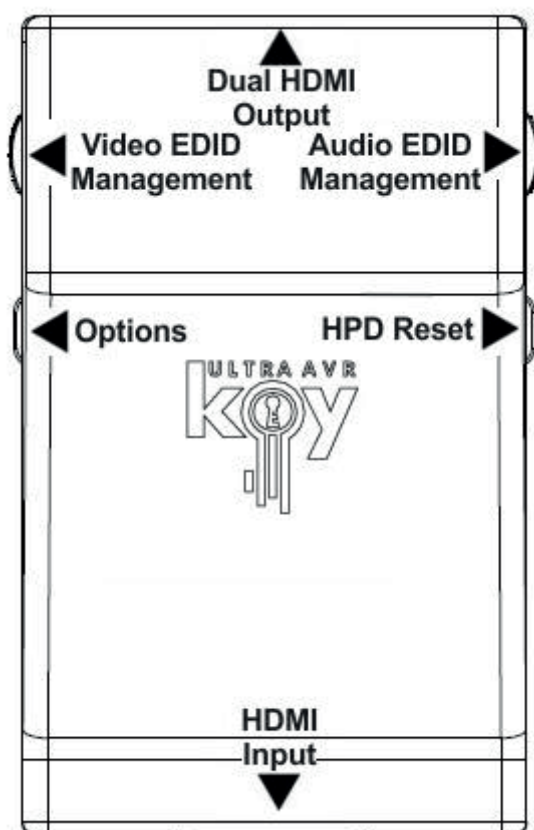 Dual HDMI
Output
Video EDID
Management
Audio EDID
Management
Options
HPD Reset
ULTRA AVR
key
HDMI
Input